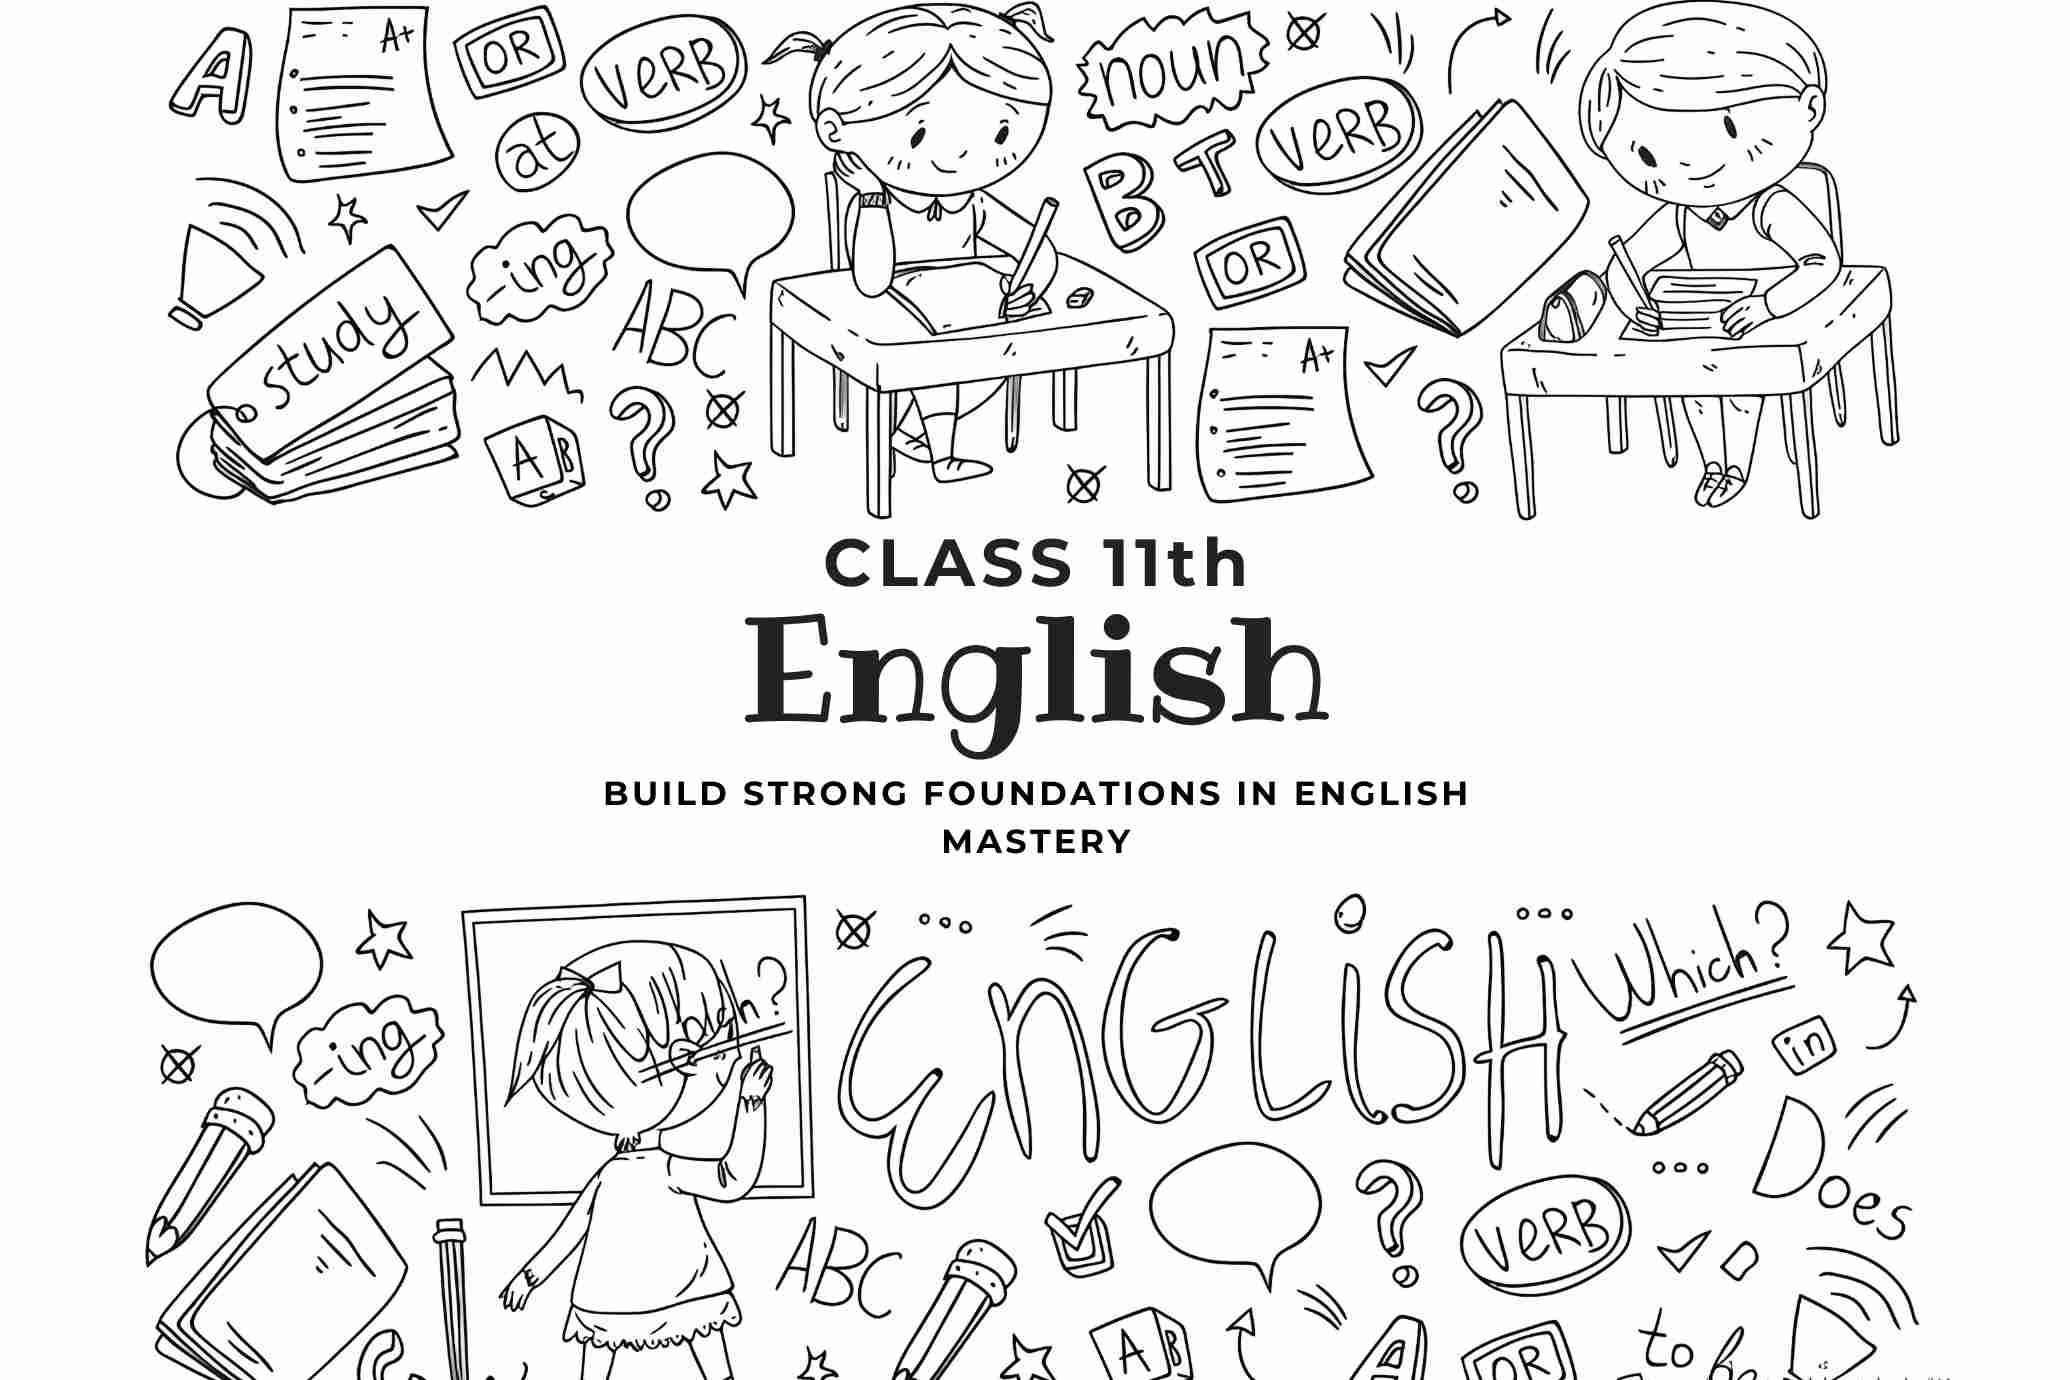 A
A+
OR
VERB
noun
at
VERB
B T
-ing
OR
study
ABC
A+
A B C
?
?
CLASS 11th
English
BUILD STRONG FOUNDATIONS IN ENGLISH
MASTERY
ENGLiSH
Which?
-ing
?
in
Does
?
VERB
ABC
A B
A
OR
to be